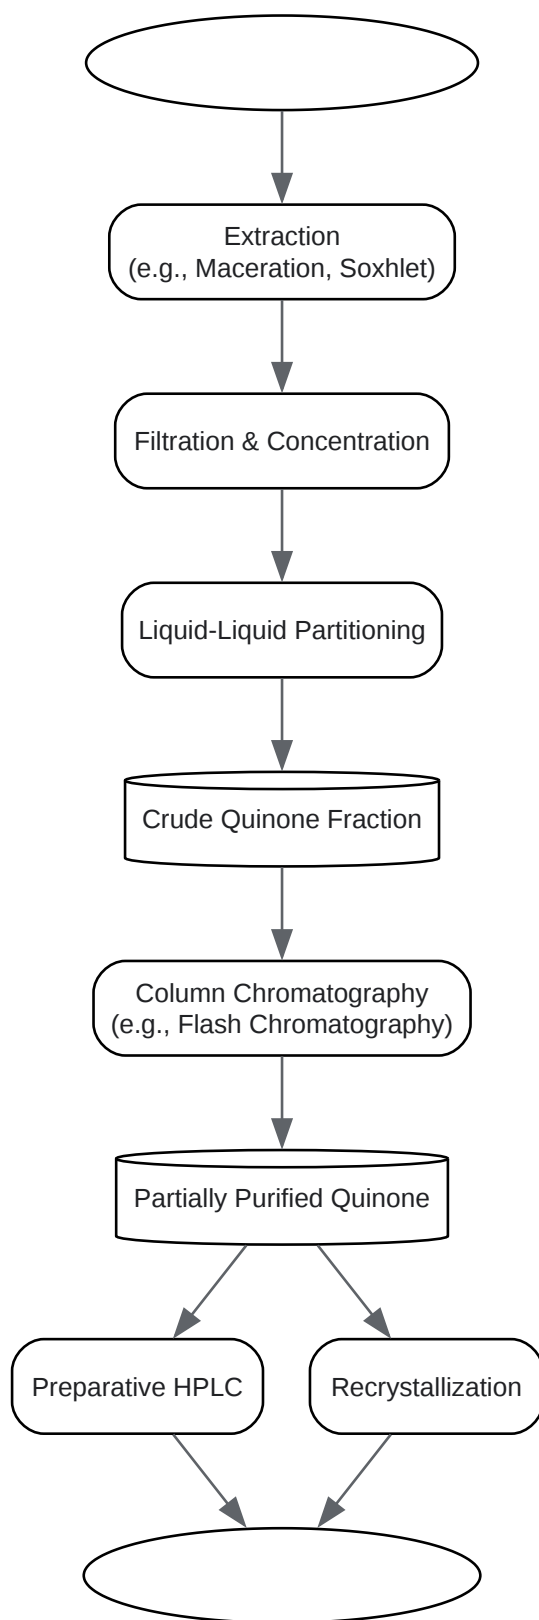 Extraction
(e.g., Maceration, Soxhlet)
Filtration & Concentration
Liquid-Liquid Partitioning
Crude Quinone Fraction
Column Chromatography
(e.g., Flash Chromatography)
Partially Purified Quinone
Preparative HPLC
Recrystallization